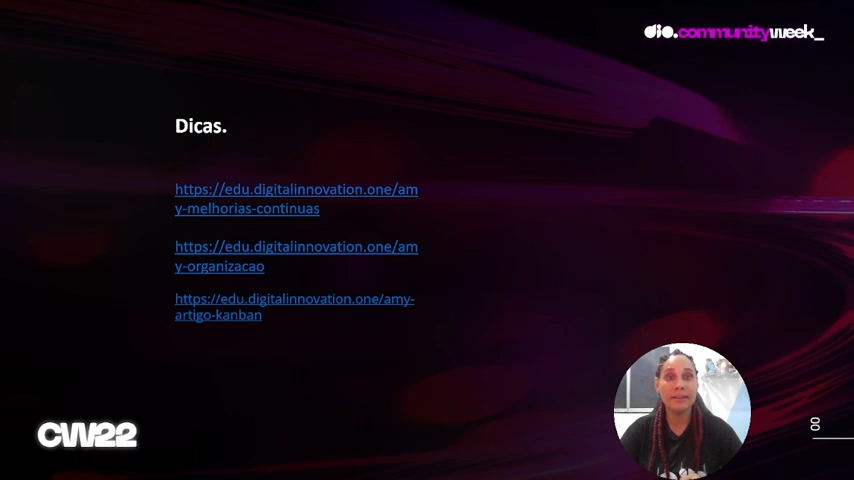 dio.communityweek_
Dicas.
https://edu.digitalinnovation.one/am
y-melhorias-continuas
https://edu.digitalinnovation.one/am
y-organizacao
https://edu.digitalinnovation.one/amy-
artigo-kanban
CW22
00